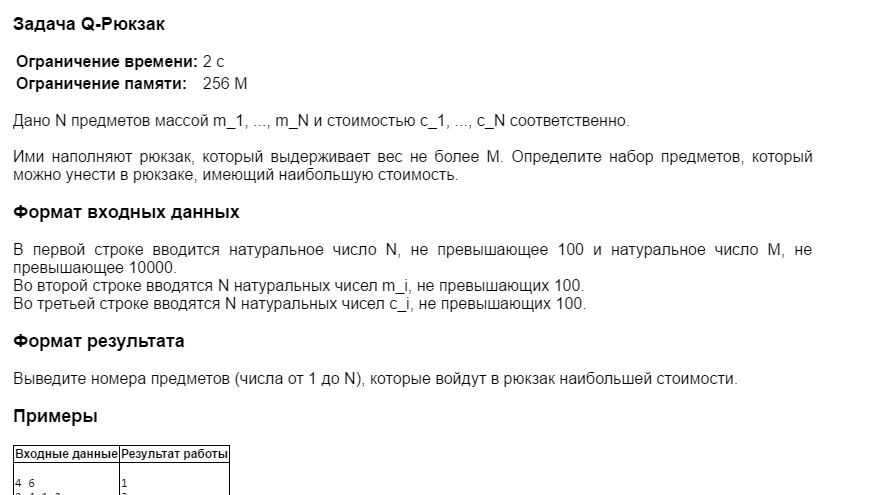 Задача Q-Рюкзак
Ограничение времени: 2 с
Ограничение памяти: 256 M
Дано N предметов массой m_1, ..., m_N и стоимостью c_1, ..., c_N соответственно.
Ими наполняют рюкзак, который выдерживает вес не более M. Определите набор предметов, который
можно унести в рюкзаке, имеющий наибольшую стоимость.
Формат входных данных
В первой строке вводится натуральное число N, не превышающее 100 и натуральное число M, не
превышающее 10000.
Во второй строке вводятся N натуральных чисел m_i, не превышающих 100.
Во третьей строке вводятся N натуральных чисел c_i, не превышающих 100.
Формат результата
Выведите номера предметов (числа от 1 до N), которые войдут в рюкзак наибольшей стоимости.
Примеры
Входные данные Результат работы
4 6 1